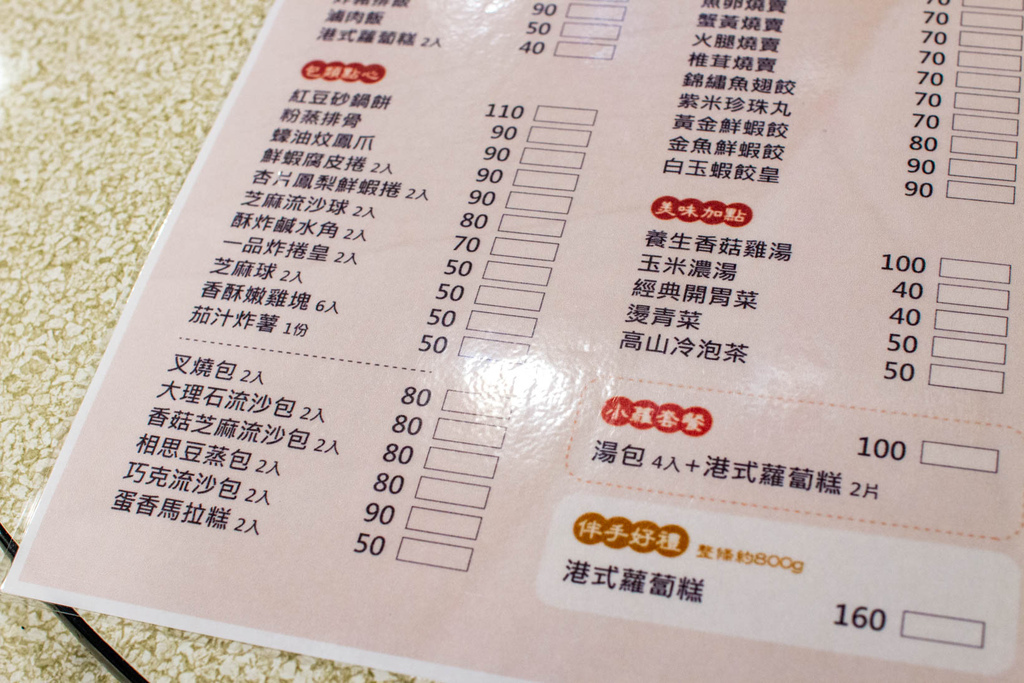 炸豬排飯 90
滷肉飯 50
港式蘿蔔糕 2入 40
包類點心
紅豆砂鍋餅 110
粉蒸排骨 90
蠔油炆鳳爪 90
鮮蝦腐皮捲 2入 90
杏片鳳梨鮮蝦捲 2入 90
芝麻流沙球 2入 80
酥炸鹹水角 2入 70
一品炸捲皇 2入 50
芝麻球 2入 50
香酥嫩雞塊 6入 50
茄汁炸薯 1份 50
叉燒包 2入 80
大理石流沙包 2入 80
香菇芝麻流沙包 2入 80
相思豆蒸包 2入 80
巧克流沙包 2入 90
蛋香馬拉糕 2入 50
魚卵燒賣 70
蟹黃燒賣 70
火腿燒賣 70
椎茸燒賣 70
錦繡魚翅餃 70
紫米珍珠丸 70
黃金鮮蝦餃 80
金魚鮮蝦餃 90
白玉蝦餃皇 90
美味加點
養生香菇雞湯 100
玉米濃湯 40
經典開胃菜 40
燙青菜 50
高山冷泡茶 50
小蘿套餐
湯包 4入+港式蘿蔔糕 2片 100
伴手好禮 整條約800g
港式蘿蔔糕 160